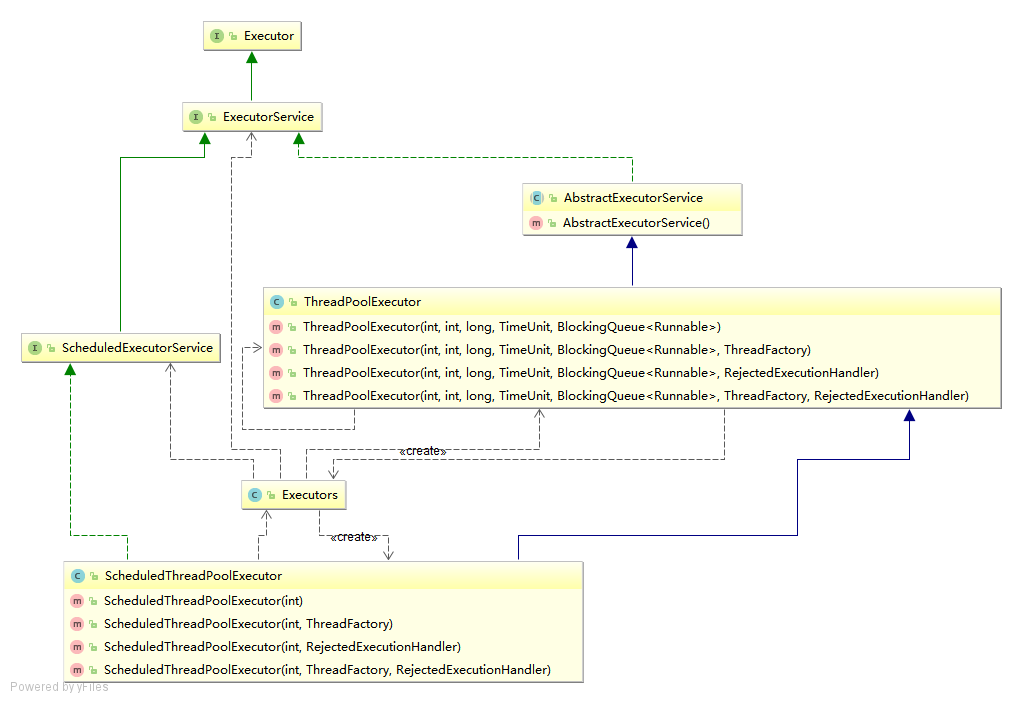 Executor
ExecutorService
AbstractExecutorService
AbstractExecutorService()
ThreadPoolExecutor
ThreadPoolExecutor(int, int, long, TimeUnit, BlockingQueue<Runnable>)
ThreadPoolExecutor(int, int, long, TimeUnit, BlockingQueue<Runnable>, ThreadFactory)
ThreadPoolExecutor(int, int, long, TimeUnit, BlockingQueue<Runnable>, RejectedExecutionHandler)
ThreadPoolExecutor(int, int, long, TimeUnit, BlockingQueue<Runnable>, ThreadFactory, RejectedExecutionHandler)
ScheduledExecutorService
«create»
Executors
«create»
ScheduledThreadPoolExecutor
ScheduledThreadPoolExecutor(int)
ScheduledThreadPoolExecutor(int, ThreadFactory)
ScheduledThreadPoolExecutor(int, RejectedExecutionHandler)
ScheduledThreadPoolExecutor(int, ThreadFactory, RejectedExecutionHandler)
Powered by yFiles